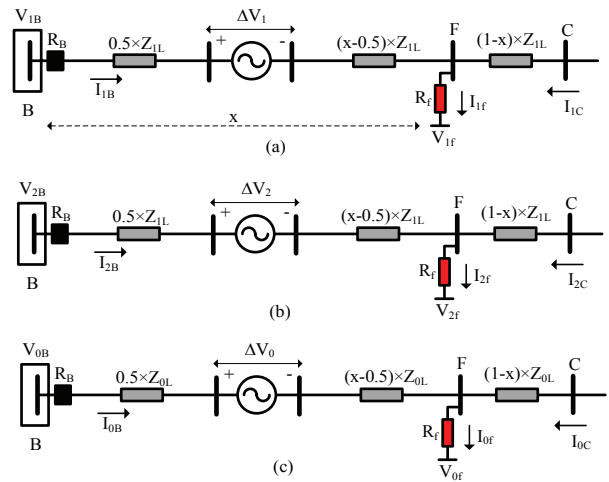 V1B
RB
0.5×Z1L
ΔV1
+
-
(x-0.5)×Z1L
F
(1-x)×Z1L
C
B
I1B
Rf
I1f
I1C
V1f
x
(a)
V2B
RB
0.5×Z1L
ΔV2
+
-
(x-0.5)×Z1L
F
(1-x)×Z1L
C
B
I2B
Rf
I2f
I2C
V2f
(b)
V0B
RB
0.5×Z0L
ΔV0
+
-
(x-0.5)×Z0L
F
(1-x)×Z0L
C
B
I0B
Rf
I0f
I0C
V0f
(c)